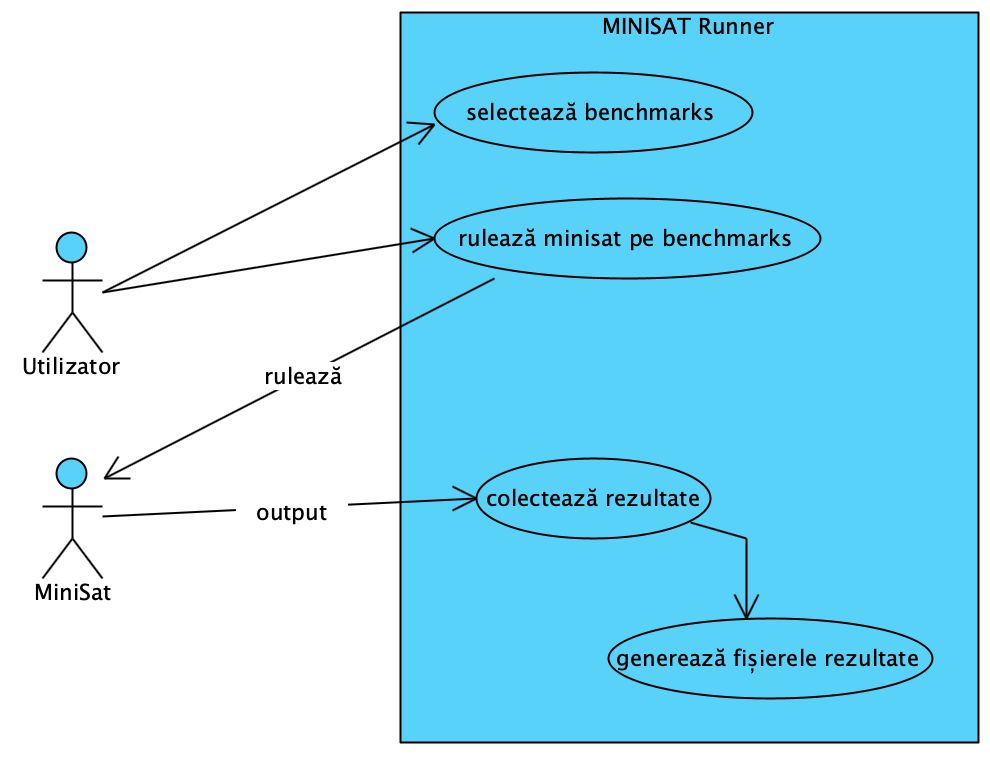 MINISAT Runner
selectează benchmarks
rulează minisat pe benchmarks
Utilizator
rulează
colectează rezultate
output
MiniSat
generează fișierele rezultate